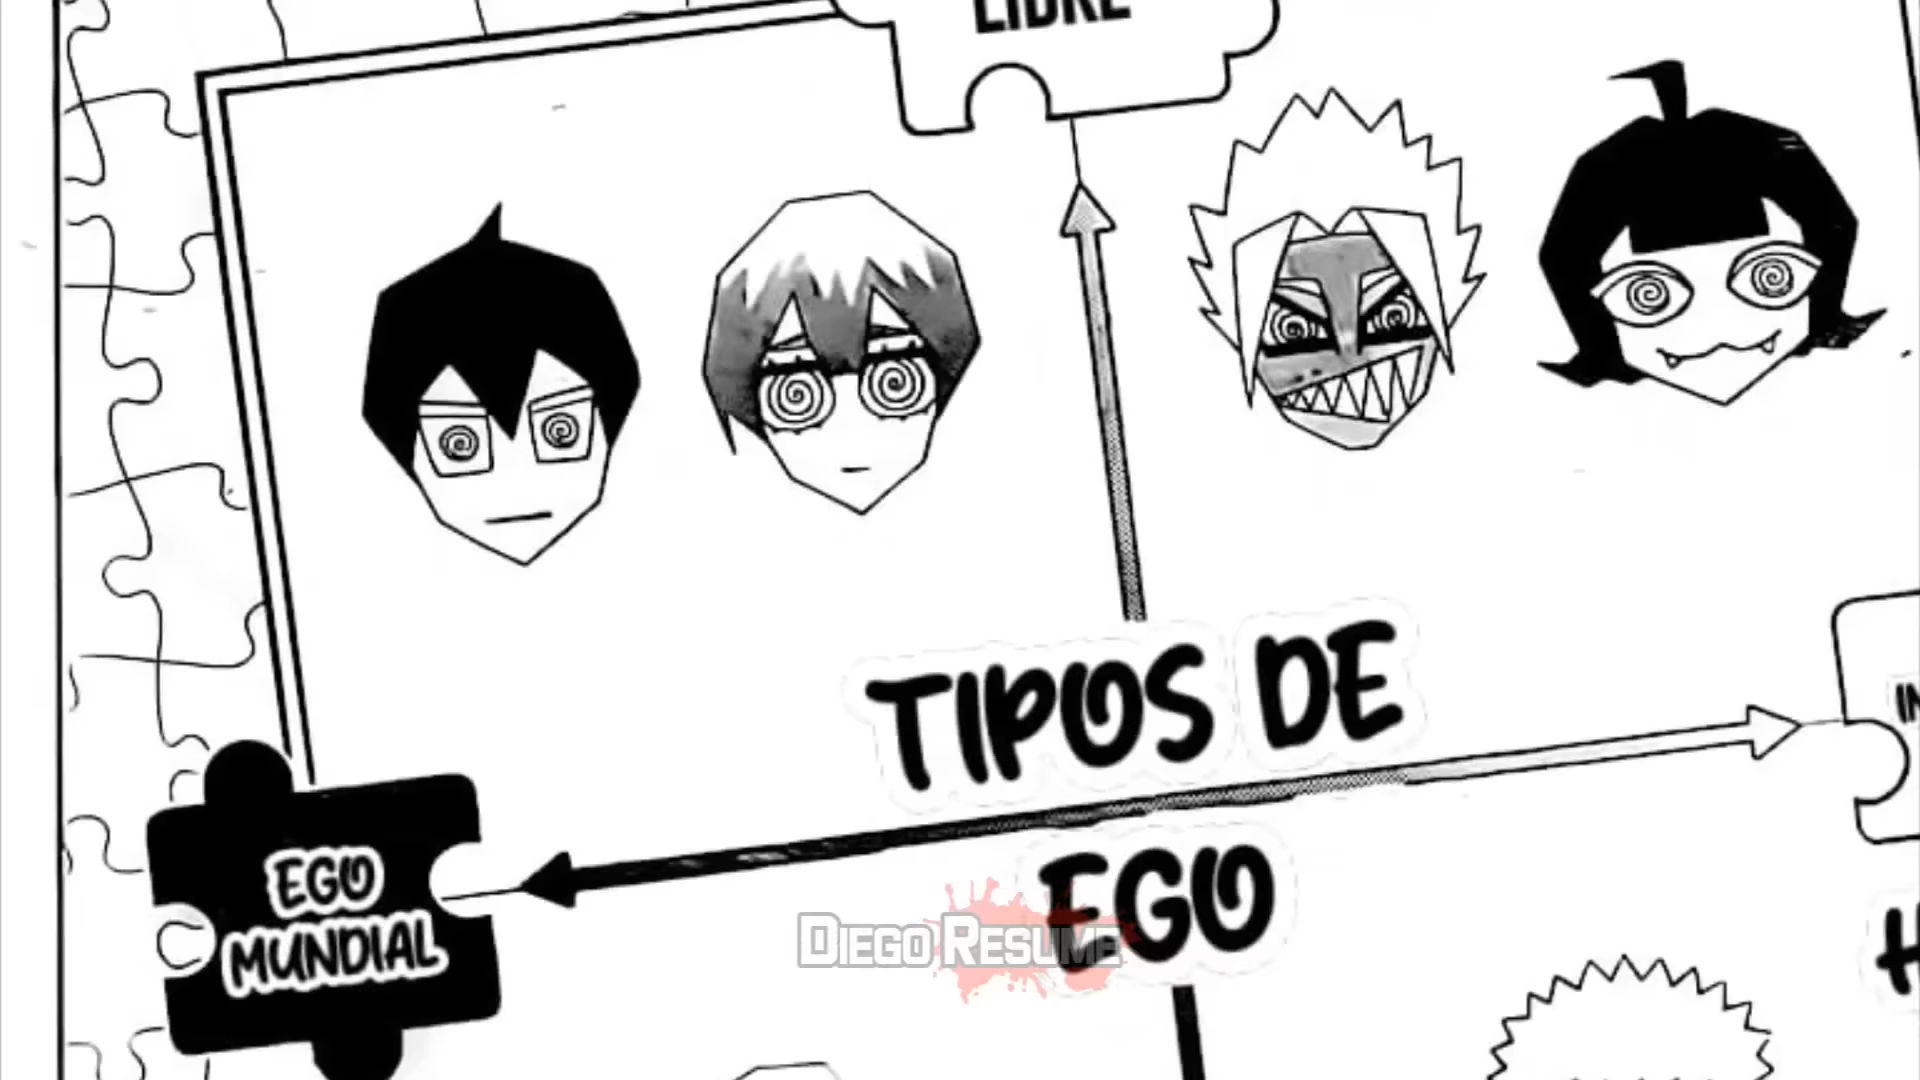 LIBRE
TIPOS DE
EGO
EGO
MUNDIAL
DIEGO RESUME